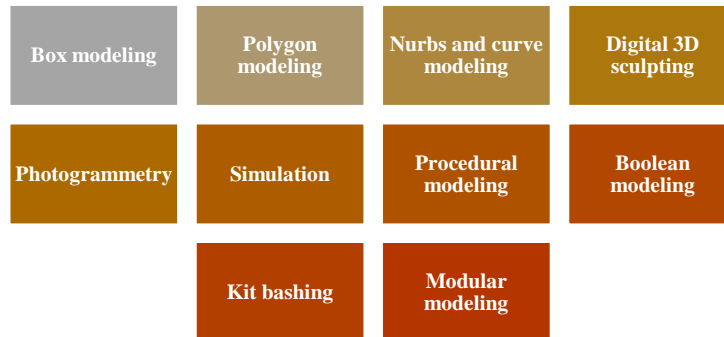 Box modeling
Polygon
modeling
Nurbs and curve
modeling
Digital 3D
sculpting
Photogrammetry
Simulation
Procedural
modeling
Boolean
modeling
Kit bashing
Modular
modeling